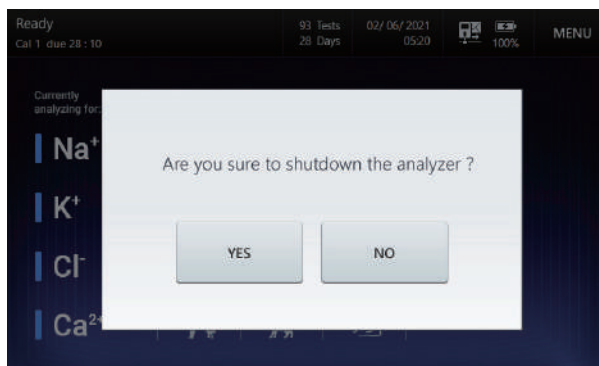 Ready
93 Tests
02/ 06/ 2021
MENU
Cal 1 due 28 : 10
28 Days
05:20
100%
Currently
analyzing for:
Na⁺
K⁺
Cl⁻
Ca²⁺
Are you sure to shutdown the analyzer ?
YES
NO